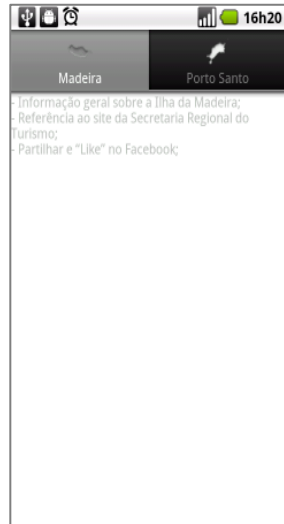 16h20
Madeira
Porto Santo
- Informação geral sobre a Ilha da Madeira;
- Referência ao site da Secretaria Regional do
Turismo;
- Partilhar e “Like” no Facebook;